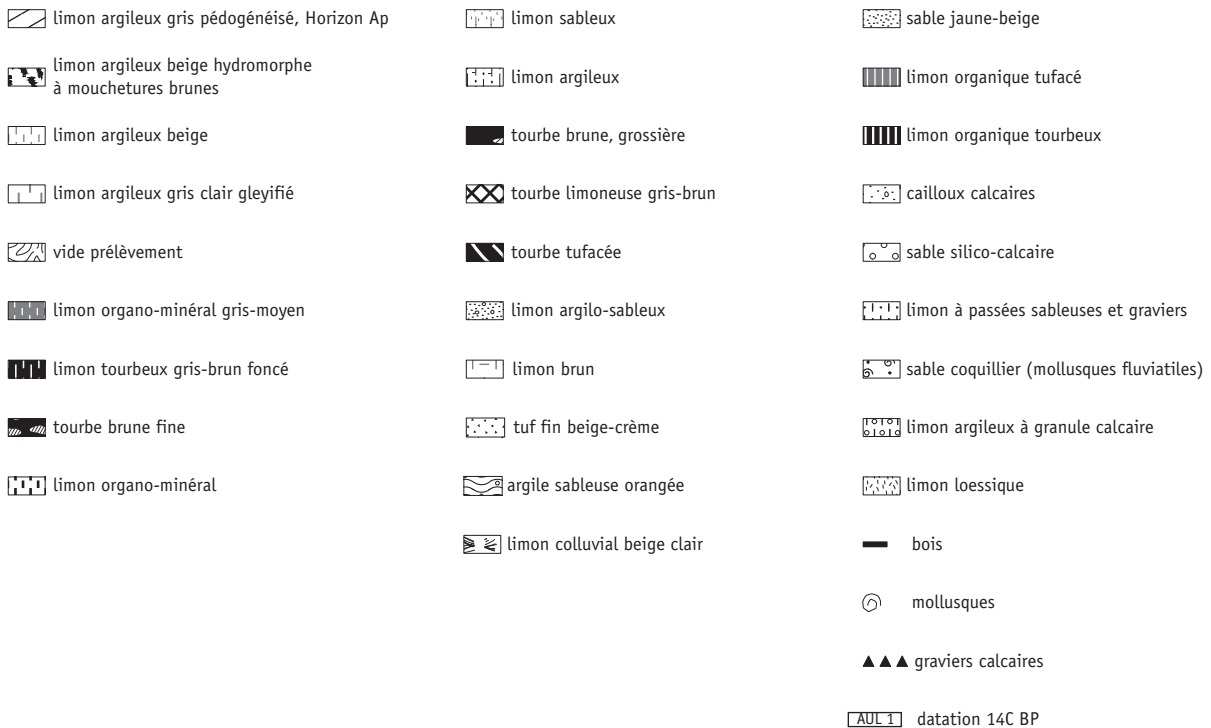 limon argileux gris pédogénéisé, Horizon Ap
limon argileux beige hydromorphe
à mouchetures brunes
limon argileux beige
limon argileux gris clair gleyifié
vide prélèvement
limon organo-minéral gris-moyen
limon tourbeux gris-brun foncé
tourbe brune fine
limon organo-minéral
limon sableux
limon argileux
tourbe brune, grossière
tourbe limoneuse gris-brun
tourbe tufacée
limon argilo-sableux
limon brun
tuf fin beige-crème
argile sableuse orangée
limon colluvial beige clair
sable jaune-beige
limon organique tufacé
limon organique tourbeux
cailloux calcaires
sable silico-calcaire
limon à passées sableuses et graviers
sable coquillier (mollusques fluviatiles)
limon argileux à granule calcaire
limon loessique
bois
mollusques
graviers calcaires
AUL 1 datation 14C BP